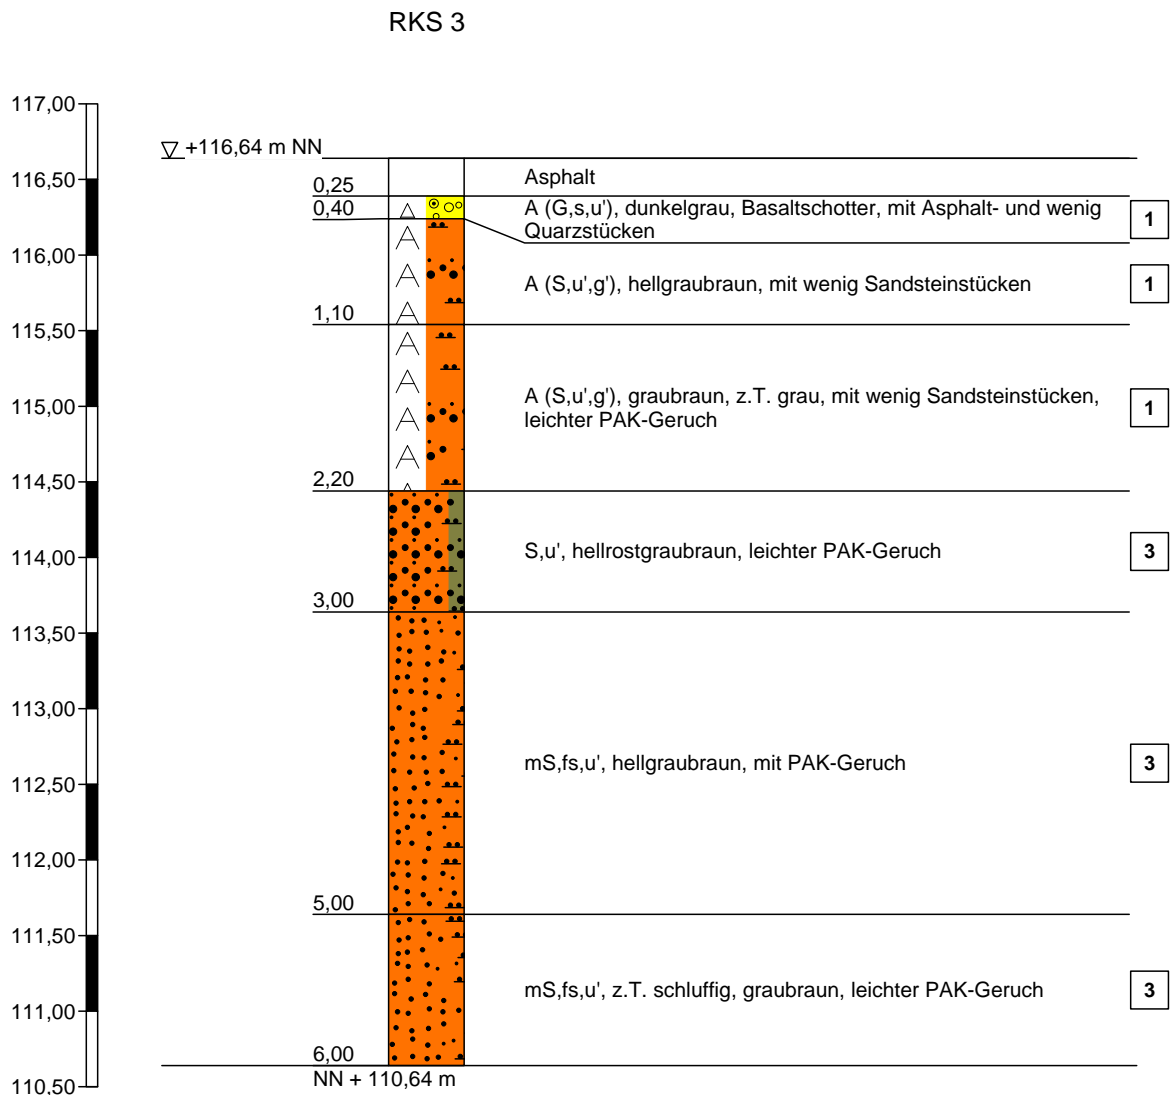 RKS 3
117,00
+116,64 m NN
116,50
0,25
Asphalt
0,40
A (G,s,u'), dunkelgrau, Basaltschotter, mit Asphalt- und wenig
Quarzstücken
1
A
A
116,00
A
A (S,u',g'), hellgraubraun, mit wenig Sandsteinstücken
1
A
1,10
115,50
A
A
115,00
A (S,u',g'), graubraun, z.T. grau, mit wenig Sandsteinstücken,
leichter PAK-Geruch
1
A
A
2,20
114,50
S,u', hellrostgraubraun, leichter PAK-Geruch
3
114,00
3,00
113,50
113,00
mS,fs,u', hellgraubraun, mit PAK-Geruch
3
112,50
112,00
5,00
111,50
mS,fs,u', z.T. schluffig, graubraun, leichter PAK-Geruch
3
111,00
6,00
NN + 110,64 m
110,50